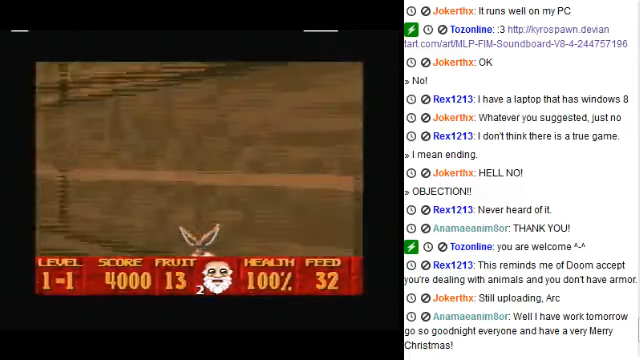 LEVEL SCORE FRUIT HEALTH FEED
1-1 4000 13 2 100% 32
Jokerthx: It runs well on my PC
Tozonline: :3 http://kyrospawn.devian
tart.com/art/MLP-FIM-Soundboard-V8-4-244757196
Jokerthx: OK
» No!
Rex1213: I have a laptop that has windows 8
Jokerthx: Whatever you suggested, just no
Rex1213: I don't think there is a true game.
» I mean ending.
Jokerthx: HELL NO!
» OBJECTION!!
Rex1213: Never heard of it.
Anamaeanim8or: THANK YOU!
Tozonline: you are welcome ^-^
Rex1213: This reminds me of Doom accept
you're dealing with animals and you don't have armor.
Jokerthx: Still uploading, Arc
Anamaeanim8or: Well I have work tomorrow
go so goodnight everyone and have a very Merry
Christmas!